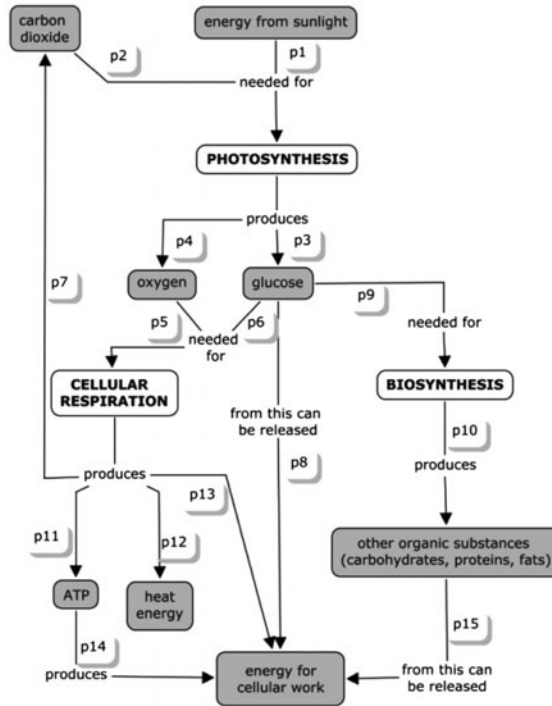 carbon
dioxide
energy from sunlight
p2
p1
needed for
PHOTOSYNTHESIS
produces
p4
p3
p7
oxygen
glucose
p9
p5
p6
needed
for
needed for
CELLULAR
RESPIRATION
BIOSYNTHESIS
from this can
be released
p10
p8
produces
produces
p13
p11
p12
other organic substances
(carbohydrates, proteins, fats)
ATP
heat
energy
p15
p14
produces
energy for
cellular work
from this can
be released